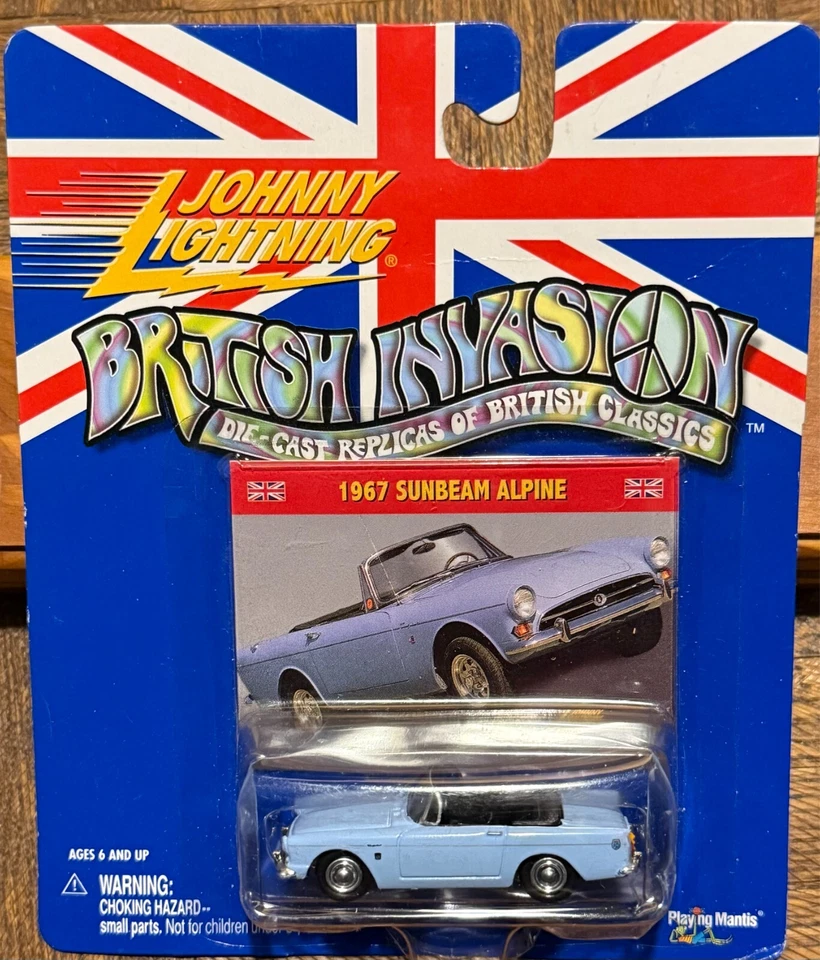 JOHNNY
LIGHTNING®
BRITISH INVASION
DIE-CAST REPLICAS OF BRITISH CLASSICS ™
1967 SUNBEAM ALPINE
AGES 6 AND UP
WARNING:
CHOKING HAZARD--
small parts. Not for children under
Playing Mantis®